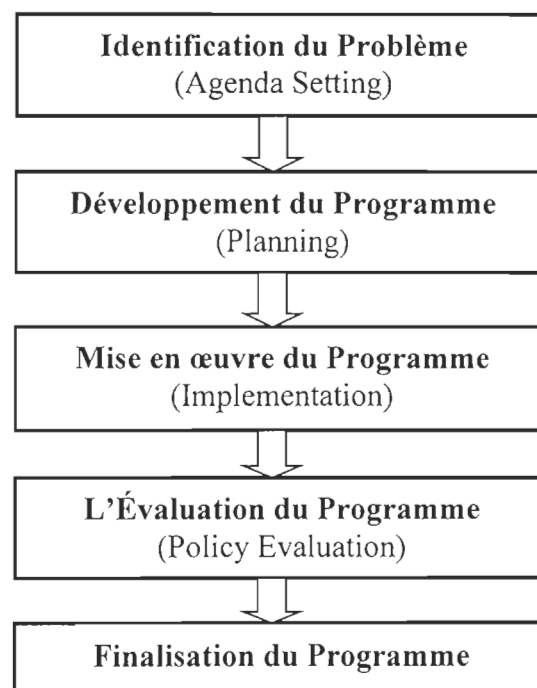 Identification du Problème
(Agenda Setting)
Développement du Programme
(Planning)
Mise en œuvre du Programme
(Implementation)
L'Évaluation du Programme
(Policy Evaluation)
Finalisation du Programme